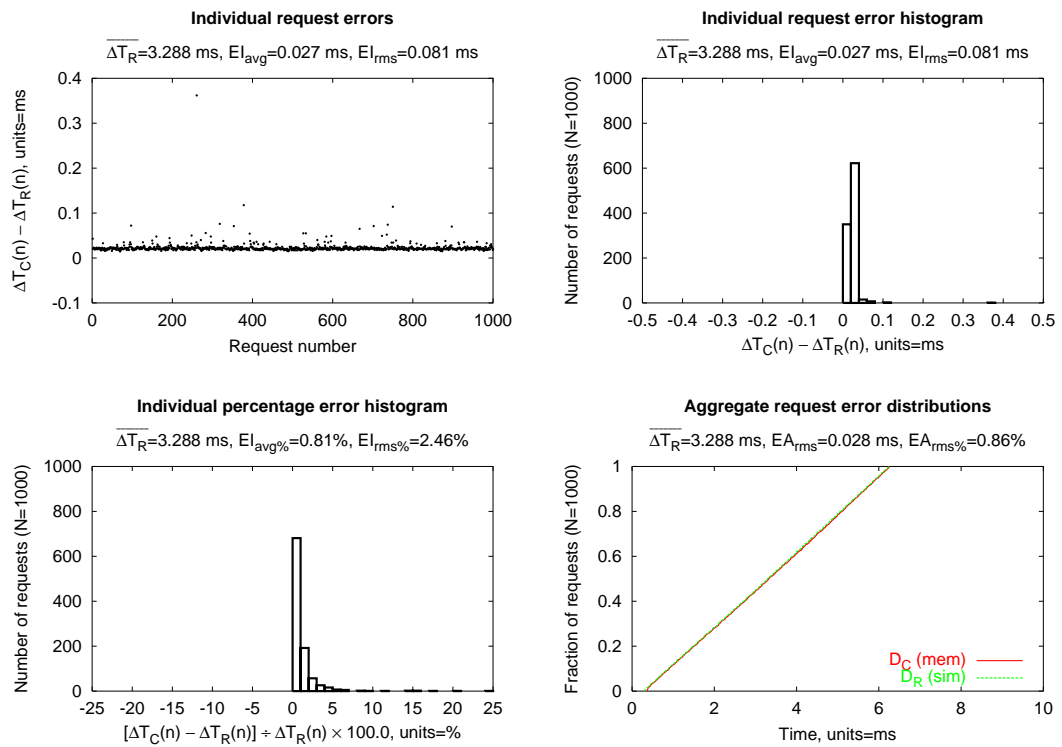 Individual request errors
ΔT_R=3.288 ms, EI_avg=0.027 ms, EI_rms=0.081 ms
ΔT_C(n) − ΔT_R(n), units=ms
0.4
0.3
0.2
0.1
0
-0.1
0 200 400 600 800 1000
Request number
Individual request error histogram
ΔT_R=3.288 ms, EI_avg=0.027 ms, EI_rms=0.081 ms
Number of requests (N=1000)
1000
800
600
400
200
0
-0.5 -0.4 -0.3 -0.2 -0.1 0 0.1 0.2 0.3 0.4 0.5
ΔT_C(n) − ΔT_R(n), units=ms
Individual percentage error histogram
ΔT_R=3.288 ms, EI_avg%=0.81%, EI_rms%=2.46%
Number of requests (N=1000)
1000
800
600
400
200
0
-25 -20 -15 -10 -5 0 5 10 15 20 25
[ΔT_C(n) − ΔT_R(n)] ÷ ΔT_R(n) × 100.0, units=%
Aggregate request error distributions
ΔT_R=3.288 ms, EA_rms=0.028 ms, EA_rms%=0.86%
Fraction of requests (N=1000)
1
0.8
0.6
0.4
0.2
0
D_C (mem)
D_R (sim)
0 2 4 6 8 10
Time, units=ms